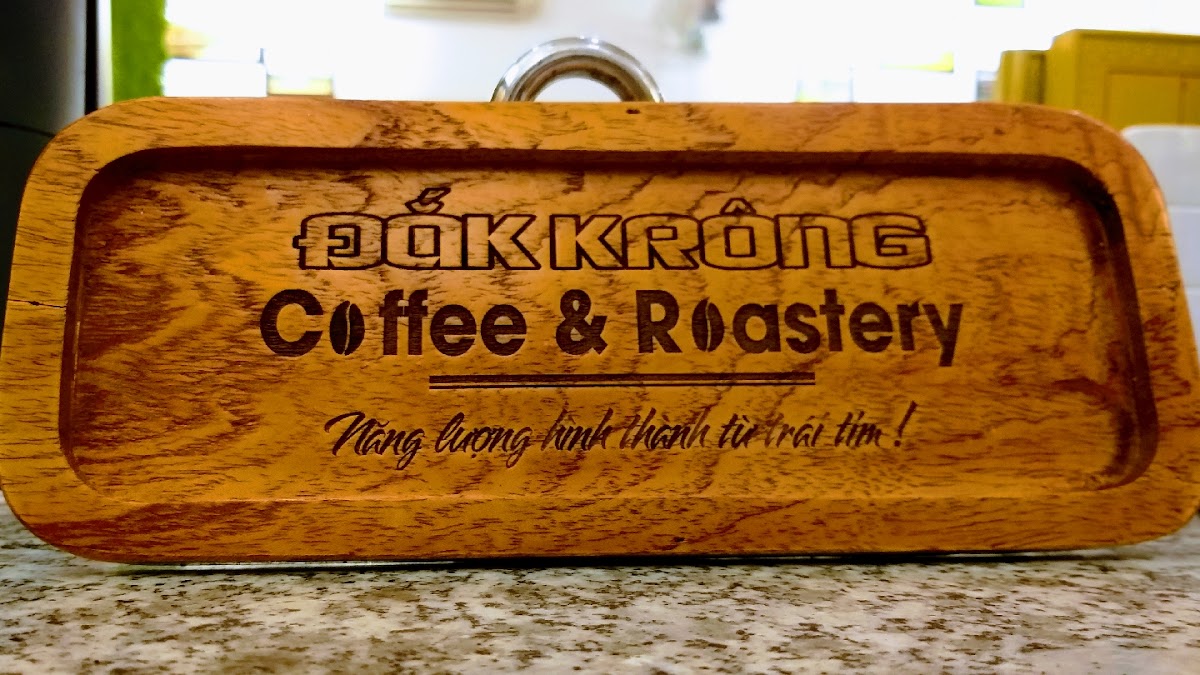 ĐẮK KRÔNG
Coffee & Roastery
Năng lượng hình thành từ trái tim !